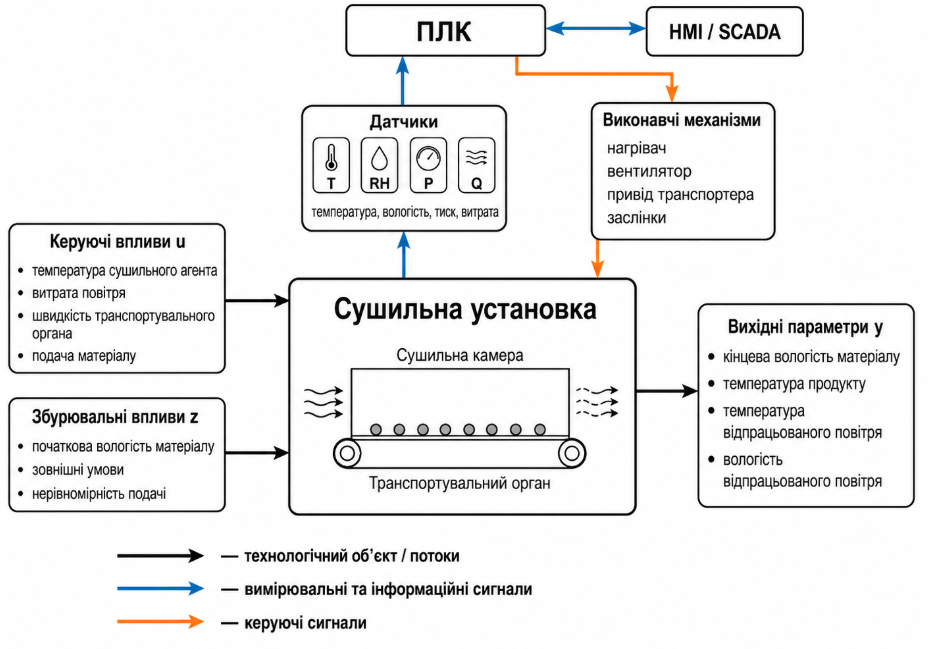 ПЛК
HMI / SCADA
Датчики
T
RH
P
Q
температура, вологість, тиск, витрата
Виконавчі механізми
нагрівач
вентилятор
привід транспортера
заслінки
Керуючі впливи u
• температура сушильного агента
• витрата повітря
• швидкість транспортувального
органа
• подача матеріалу
Збурювальні впливи z
• початкова вологість матеріалу
• зовнішні умови
• нерівномірність подачі
Сушильна установка
Сушильна камера
Транспортувальний орган
Вихідні параметри y
• кінцева вологість матеріалу
• температура продукту
• температура
відпрацьованого повітря
• вологість
відпрацьованого повітря
— технологічний об’єкт / потоки
— вимірювальні та інформаційні сигнали
— керуючі сигнали